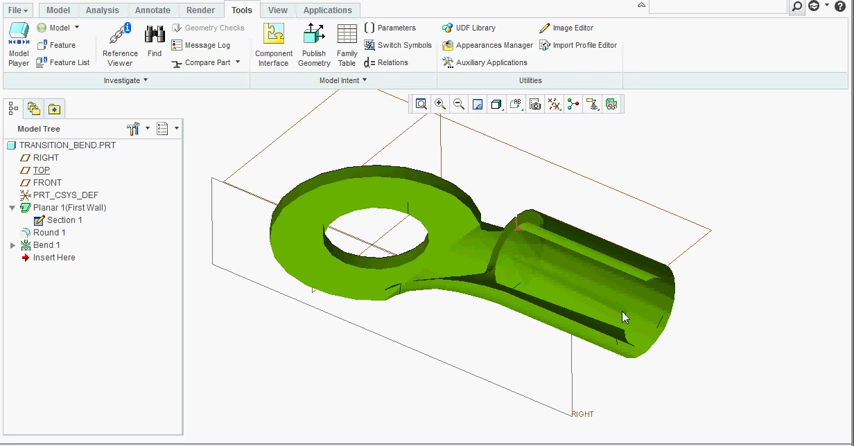 File
Model
Analysis
Annotate
Render
Tools
View
Applications
Model Player
Model
Feature
Feature List
Reference Viewer
Find
Geometry Checks
Message Log
Compare Part
Component Interface
Publish Geometry
Family Table
Parameters
Switch Symbols
d= Relations
UDF Library
Appearances Manager
Auxiliary Applications
Image Editor
Import Profile Editor
Investigate
Model Intent
Utilities
Model Tree
TRANSITION_BEND.PRT
RIGHT
TOP
FRONT
PRT_CSYS_DEF
Planar 1(First Wall)
Section 1
Round 1
Bend 1
Insert Here
RIGHT